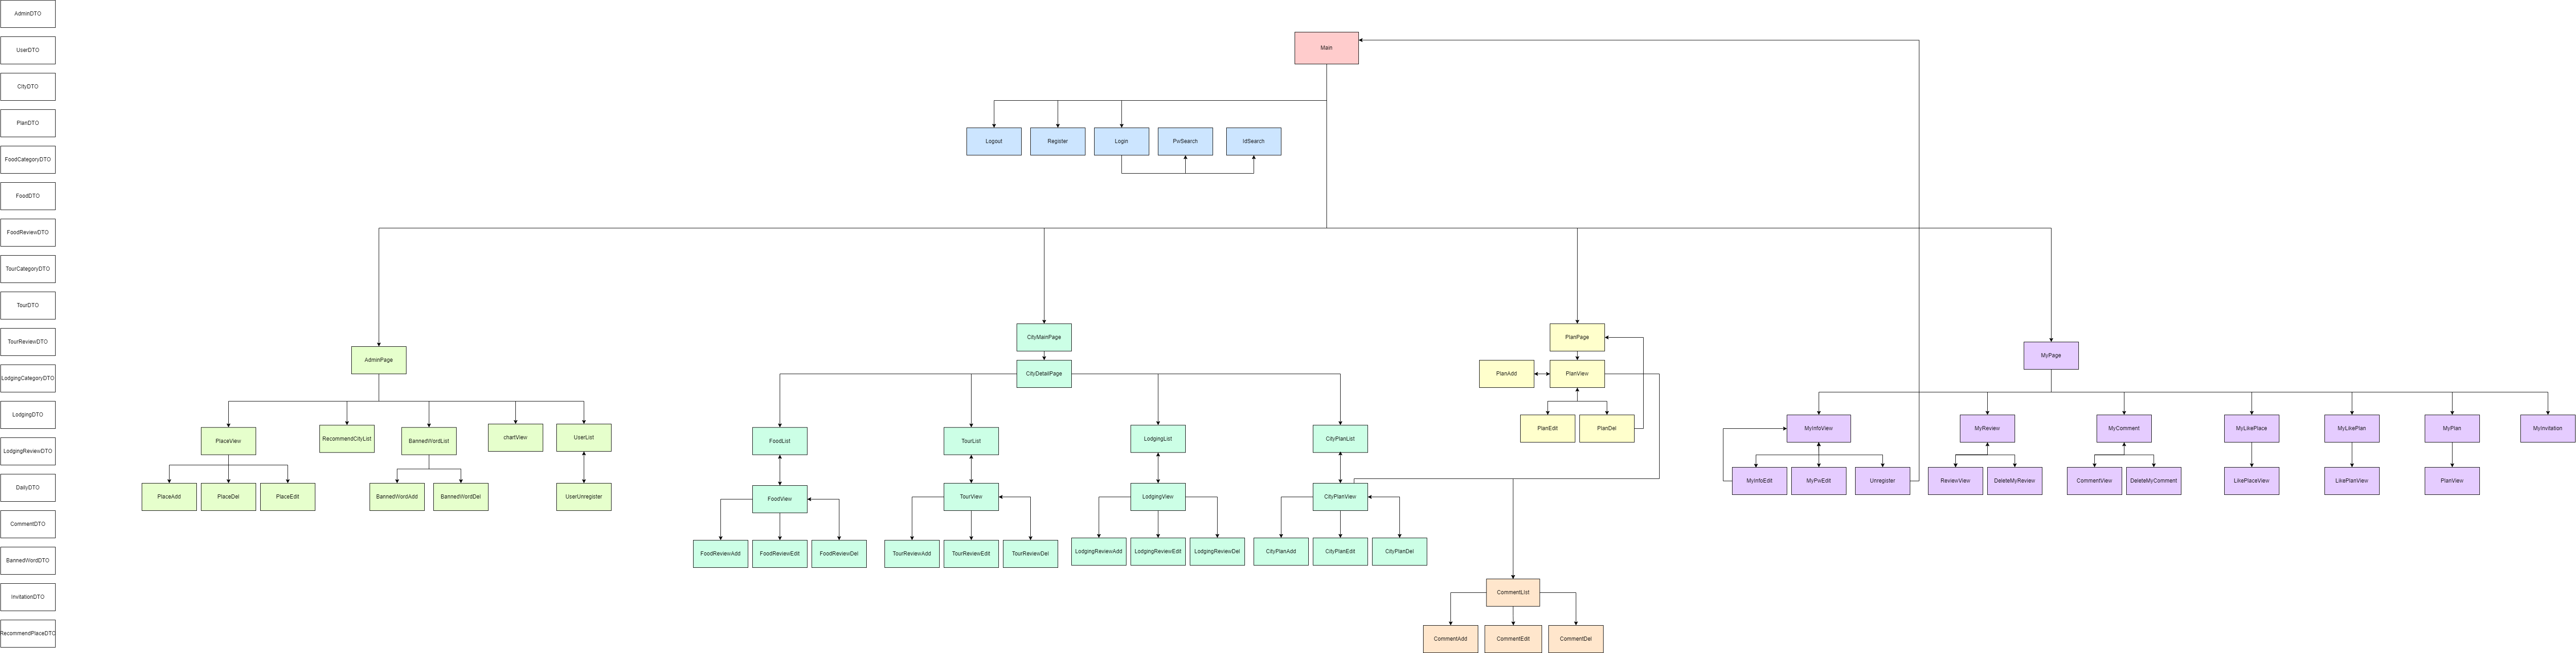 AdminDTO
UserDTO
CItyDTO
PlanDTO
FoodCategoryDTO
FoodDTO
FoodReviewDTO
TourCategoryDTO
TourDTO
TourReviewDTO
LodgingCategoryDTO
LodgingDTO
LodgingReviewDTO
DailyDTO
CommentDTO
BannedWordDTO
InvitationDTO
RecommendPlaceDTO
Main
Logout
Register
Login
PwSearch
IdSearch
AdminPage
PlaceView
RecommendCityList
BannedWordList
chartView
UserList
PlaceAdd
PlaceDel
PlaceEdit
BannedWordAdd
BannedWordDel
UserUnregister
CityMainPage
CityDetailPage
FoodList
TourList
LodgingList
CityPlanList
FoodView
TourView
LodgingView
CityPlanView
FoodReviewAdd
FoodReviewEdit
FoodReviewDel
TourReviewAdd
TourReviewEdit
TourReviewDel
LodgingReviewAdd
LodgingReviewEdit
LodgingReviewDel
CityPlanAdd
CityPlanEdit
CityPlanDel
PlanPage
PlanAdd
PlanView
PlanEdit
PlanDel
CommentList
CommentAdd
CommentEdit
CommentDel
MyPage
MyInfoView
MyReview
MyComment
MyLikePlace
MyLikePlan
MyPlan
MyInvitation
MyInfoEdit
MyPwEdit
Unregister
ReviewView
DeleteMyReview
CommentView
DeleteMyComment
LikePlaceView
LikePlanView
PlanView